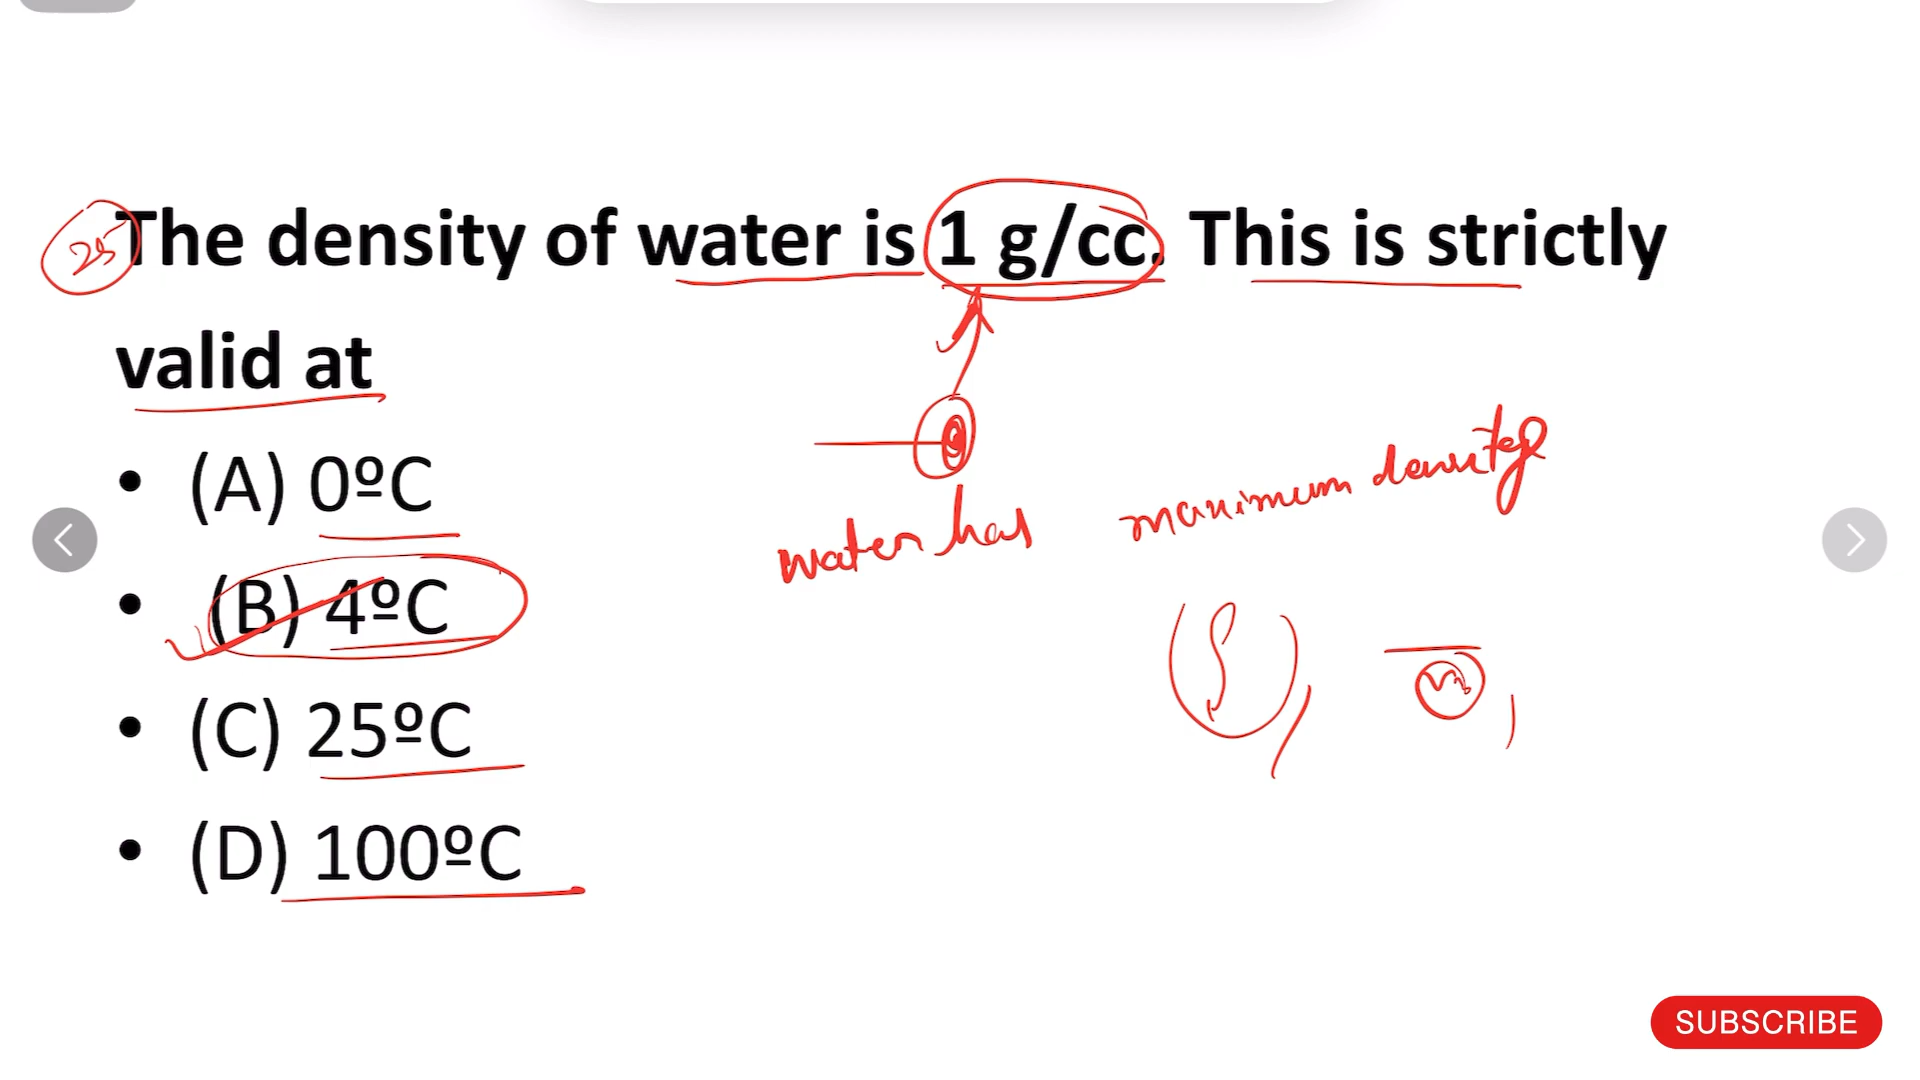 25 The density of water is 1 g/cc. This is strictly
valid at
• (A) 0ºC
• (B) 4ºC
• (C) 25ºC
• (D) 100ºC
water has maximum density
SUBSCRIBE